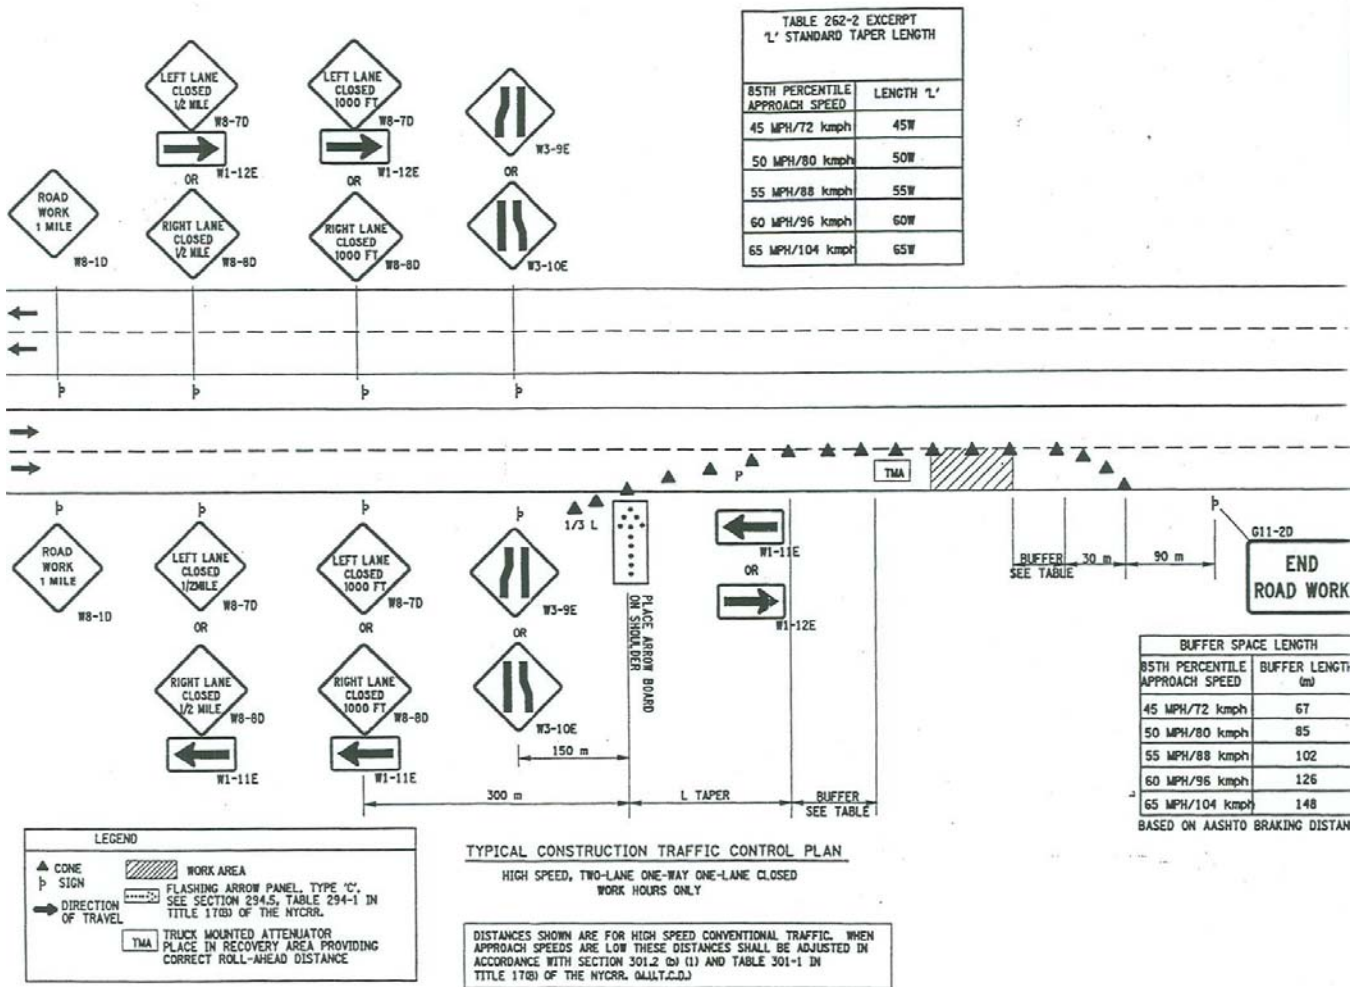 TABLE 262-2 EXCERPT
'L' STANDARD TAPER LENGTH
85TH PERCENTILE
APPROACH SPEED
LENGTH 'L'
45 MPH/72 kmph 45W
50 MPH/80 kmph 50W
55 MPH/88 kmph 55W
60 MPH/96 kmph 60W
65 MPH/104 kmph 65W
LEFT LANE
CLOSED
1/2 MILE
W8-7D
W1-12E
OR
RIGHT LANE
CLOSED
1/2 MILE
W8-8D
LEFT LANE
CLOSED
1000 FT.
W8-7D
W1-12E
OR
RIGHT LANE
CLOSED
1000 FT.
W8-8D
W3-9E
OR
W3-10E
ROAD
WORK
1 MILE
W8-1D
TMA
P
1/3 L
PLACE ARROW BOARD
ON SHOULDER
W1-11E
OR
W1-12E
ROAD
WORK
1 MILE
W8-1D
LEFT LANE
CLOSED
1/2MILE
W8-7D
OR
RIGHT LANE
CLOSED
1/2 MILE
W8-8D
W1-11E
LEFT LANE
CLOSED
1000 FT.
W8-7D
OR
RIGHT LANE
CLOSED
1000 FT.
W8-8D
W1-11E
W3-9E
OR
W3-10E
150 m
300 m
L TAPER
BUFFER
SEE TABLE
BUFFER
SEE TABLE
30 m
90 m
G11-2D
END
ROAD WORK
BUFFER SPACE LENGTH
85TH PERCENTILE
APPROACH SPEED
BUFFER LENGTH
(m)
45 MPH/72 kmph 67
50 MPH/80 kmph 85
55 MPH/88 kmph 102
60 MPH/96 kmph 126
65 MPH/104 kmph 148
BASED ON AASHTO BRAKING DISTAN
LEGEND
CONE
SIGN
DIRECTION
OF TRAVEL
WORK AREA
FLASHING ARROW PANEL, TYPE 'C',
SEE SECTION 294.5, TABLE 294-1 IN
TITLE 17(B) OF THE NYCRR.
TMA
TRUCK MOUNTED ATTENUATOR
PLACE IN RECOVERY AREA PROVIDING
CORRECT ROLL-AHEAD DISTANCE
TYPICAL CONSTRUCTION TRAFFIC CONTROL PLAN
HIGH SPEED, TWO-LANE ONE-WAY ONE-LANE CLOSED
WORK HOURS ONLY
DISTANCES SHOWN ARE FOR HIGH SPEED CONVENTIONAL TRAFFIC. WHEN
APPROACH SPEEDS ARE LOW THESE DISTANCES SHALL BE ADJUSTED IN
ACCORDANCE WITH SECTION 301.2 (b) (1) AND TABLE 301-1 IN
TITLE 17(B) OF THE NYCRR. (M.U.T.C.D.)